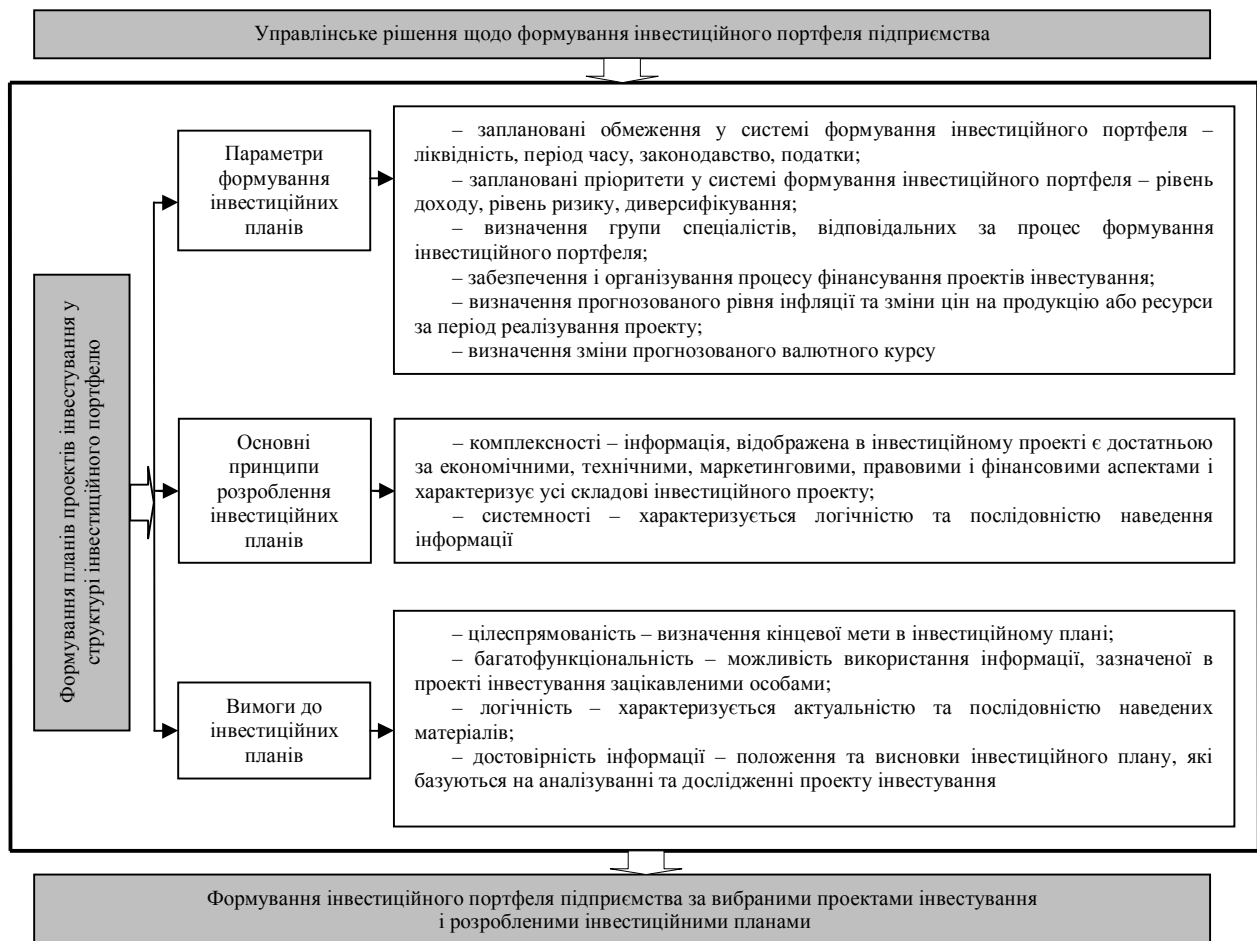 Управлінське рішення щодо формування інвестиційного портфеля підприємства
Формування планів проектів інвестування у
структурі інвестиційного портфелю
Параметри
формування
інвестиційних
планів
– заплановані обмеження у системі формування інвестиційного портфеля –
ліквідність, період часу, законодавство, податки;
– заплановані пріоритети у системі формування інвестиційного портфеля – рівень
доходу, рівень ризику, диверсифікування;
– визначення групи спеціалістів, відповідальних за процес формування
інвестиційного портфеля;
– забезпечення і організування процесу фінансування проектів інвестування;
– визначення прогнозованого рівня інфляції та зміни цін на продукцію або ресурси
за період реалізування проекту;
– визначення зміни прогнозованого валютного курсу
Основні
принципи
розроблення
інвестиційних
планів
– комплексності – інформація, відображена в інвестиційному проекті є достатньою
за економічними, технічними, маркетинговими, правовими і фінансовими аспектами і
характеризує усі складові інвестиційного проекту;
– системності – характеризується логічністю та послідовністю наведення
інформації
Вимоги до
інвестиційних
планів
– цілеспрямованість – визначення кінцевої мети в інвестиційному плані;
– багатофункціональність – можливість використання інформації, зазначеної в
проекті інвестування зацікавленими особами;
– логічність – характеризується актуальністю та послідовністю наведених
матеріалів;
– достовірність інформації – положення та висновки інвестиційного плану, які
базуються на аналізуванні та дослідженні проекту інвестування
Формування інвестиційного портфеля підприємства за вибраними проектами інвестування
і розробленими інвестиційними планами